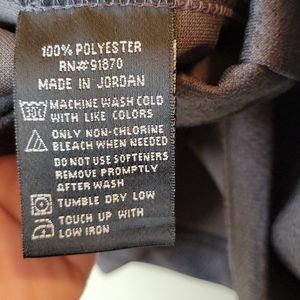 100% POLYESTER
RN# 91870
MADE IN JORDAN
MACHINE WASH COLD
WITH LIKE COLORS
ONLY NON-CHLORINE
BLEACH WHEN NEEDED
DO NOT USE SOFTENERS
REMOVE PROMPTLY
AFTER WASH
TUMBLE DRY LOW
TOUCH UP WITH
LOW IRON